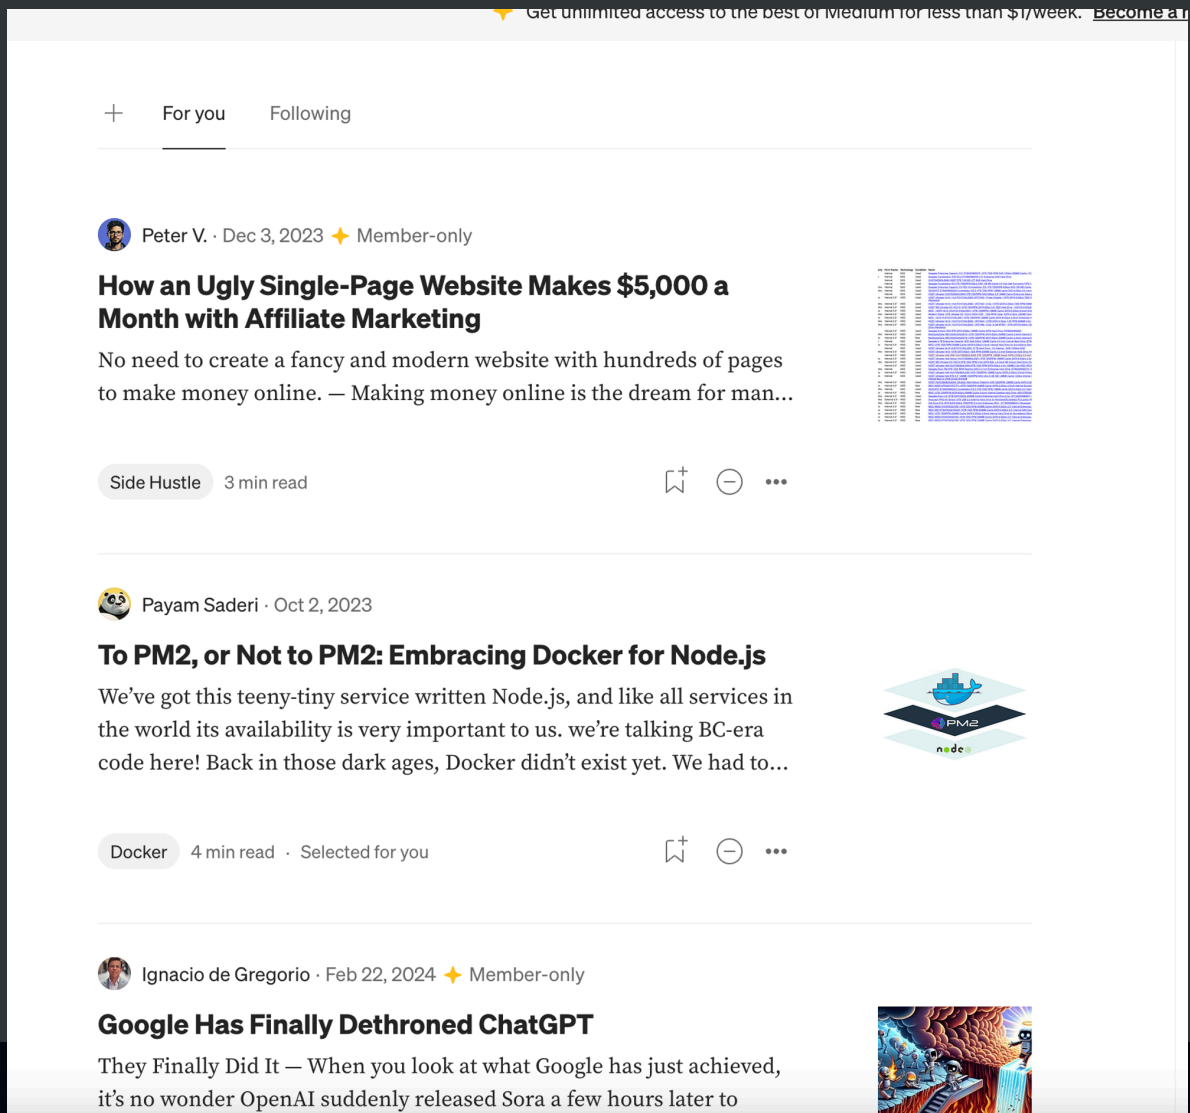 Get unlimited access to the best of Medium for less than $1/week. Become a
For you
Following
Peter V. · Dec 3, 2023 Member-only
How an Ugly Single-Page Website Makes $5,000 a
Month with Affiliate Marketing
No need to create a fancy and modern website with hundreds of pages
to make money online. — Making money online is the dream for man…
Side Hustle 3 min read
Payam Saderi · Oct 2, 2023
To PM2, or Not to PM2: Embracing Docker for Node.js
We’ve got this teeny-tiny service written Node.js, and like all services in
the world its availability is very important to us. we’re talking BC-era
code here! Back in those dark ages, Docker didn’t exist yet. We had to…
PM2
node
Docker 4 min read · Selected for you
Ignacio de Gregorio · Feb 22, 2024 Member-only
Google Has Finally Dethroned ChatGPT
They Finally Did It — When you look at what Google has just achieved,
it’s no wonder OpenAI suddenly released Sora a few hours later to